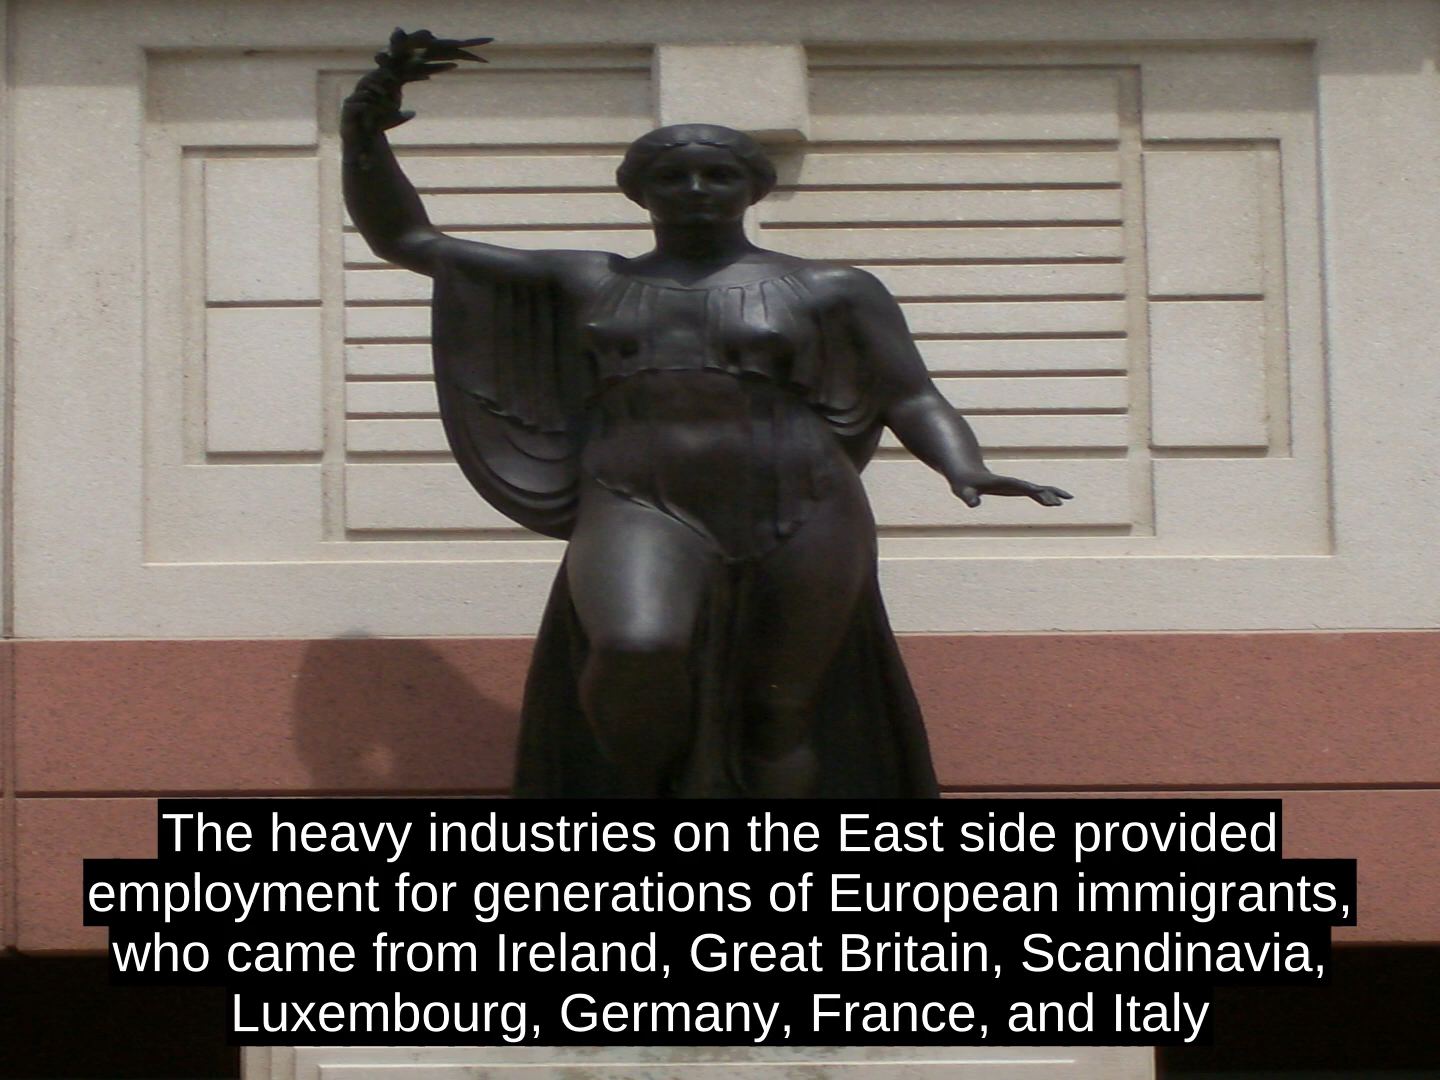 The heavy industries on the East side provided
employment for generations of European immigrants,
who came from Ireland, Great Britain, Scandinavia,
Luxembourg, Germany, France, and Italy